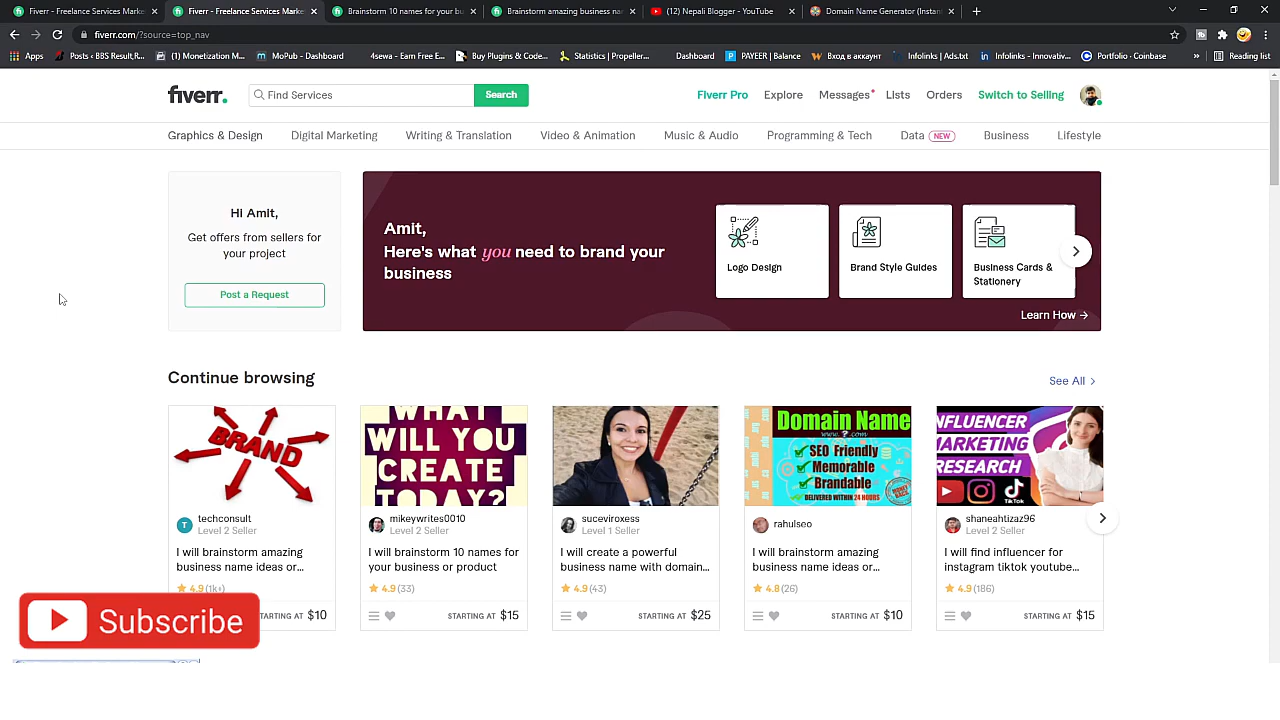 Fiverr - Freelance Services Marke
Fiverr - Freelance Services Marke
Brainstorm 10 names for your bu
Brainstorm amazing business na
(12) Nepali Blogger - YouTube
Domain Name Generator (Instan
fiverr.com/?source=top_nav
Apps
Posts ‹ BBS Result,R...
(1) Monetization M...
MoPub - Dashboard
4sewa - Earn Free E...
Buy Plugins & Code...
Statistics | Propeller...
Dashboard
PAYEER | Balance
Вход в аккаунт
Infolinks | Ads.txt
Infolinks - Innovativ...
Portfolio - Coinbase
»
Reading list
fiverr.
Find Services
Search
Fiverr Pro
Explore
Messages
Lists
Orders
Switch to Selling
Graphics & Design
Digital Marketing
Writing & Translation
Video & Animation
Music & Audio
Programming & Tech
Data NEW
Business
Lifestyle
Hi Amit,
Get offers from sellers for
your project
Post a Request
Amit,
Here's what you need to brand your
business
Logo Design
Brand Style Guides
Business Cards &
Stationery
Learn How →
Continue browsing
See All
BRAND
techconsult
Level 2 Seller
I will brainstorm amazing
business name ideas or...
4.9 (1k+)
STARTING AT $10
WHAT
WILL YOU
CREATE
TODAY?
mikeywrites0010
Level 2 Seller
I will brainstorm 10 names for
your business or product
4.9 (33)
STARTING AT $15
suceviroxess
Level 1 Seller
I will create a powerful
business name with domain...
4.9 (43)
STARTING AT $25
Domain Name
www. ? .com
SEO Friendly
Memorable
Brandable
DELIVERED WITHIN 24 HOURS
rahulseo
I will brainstorm amazing
business name ideas or...
4.8 (26)
STARTING AT $10
NFLUENCER
MARKETING
RESEARCH
TikTok
shaneahtizaz96
Level 2 Seller
I will find influencer for
instagram tiktok youtube...
4.9 (186)
STARTING AT $15
Subscribe